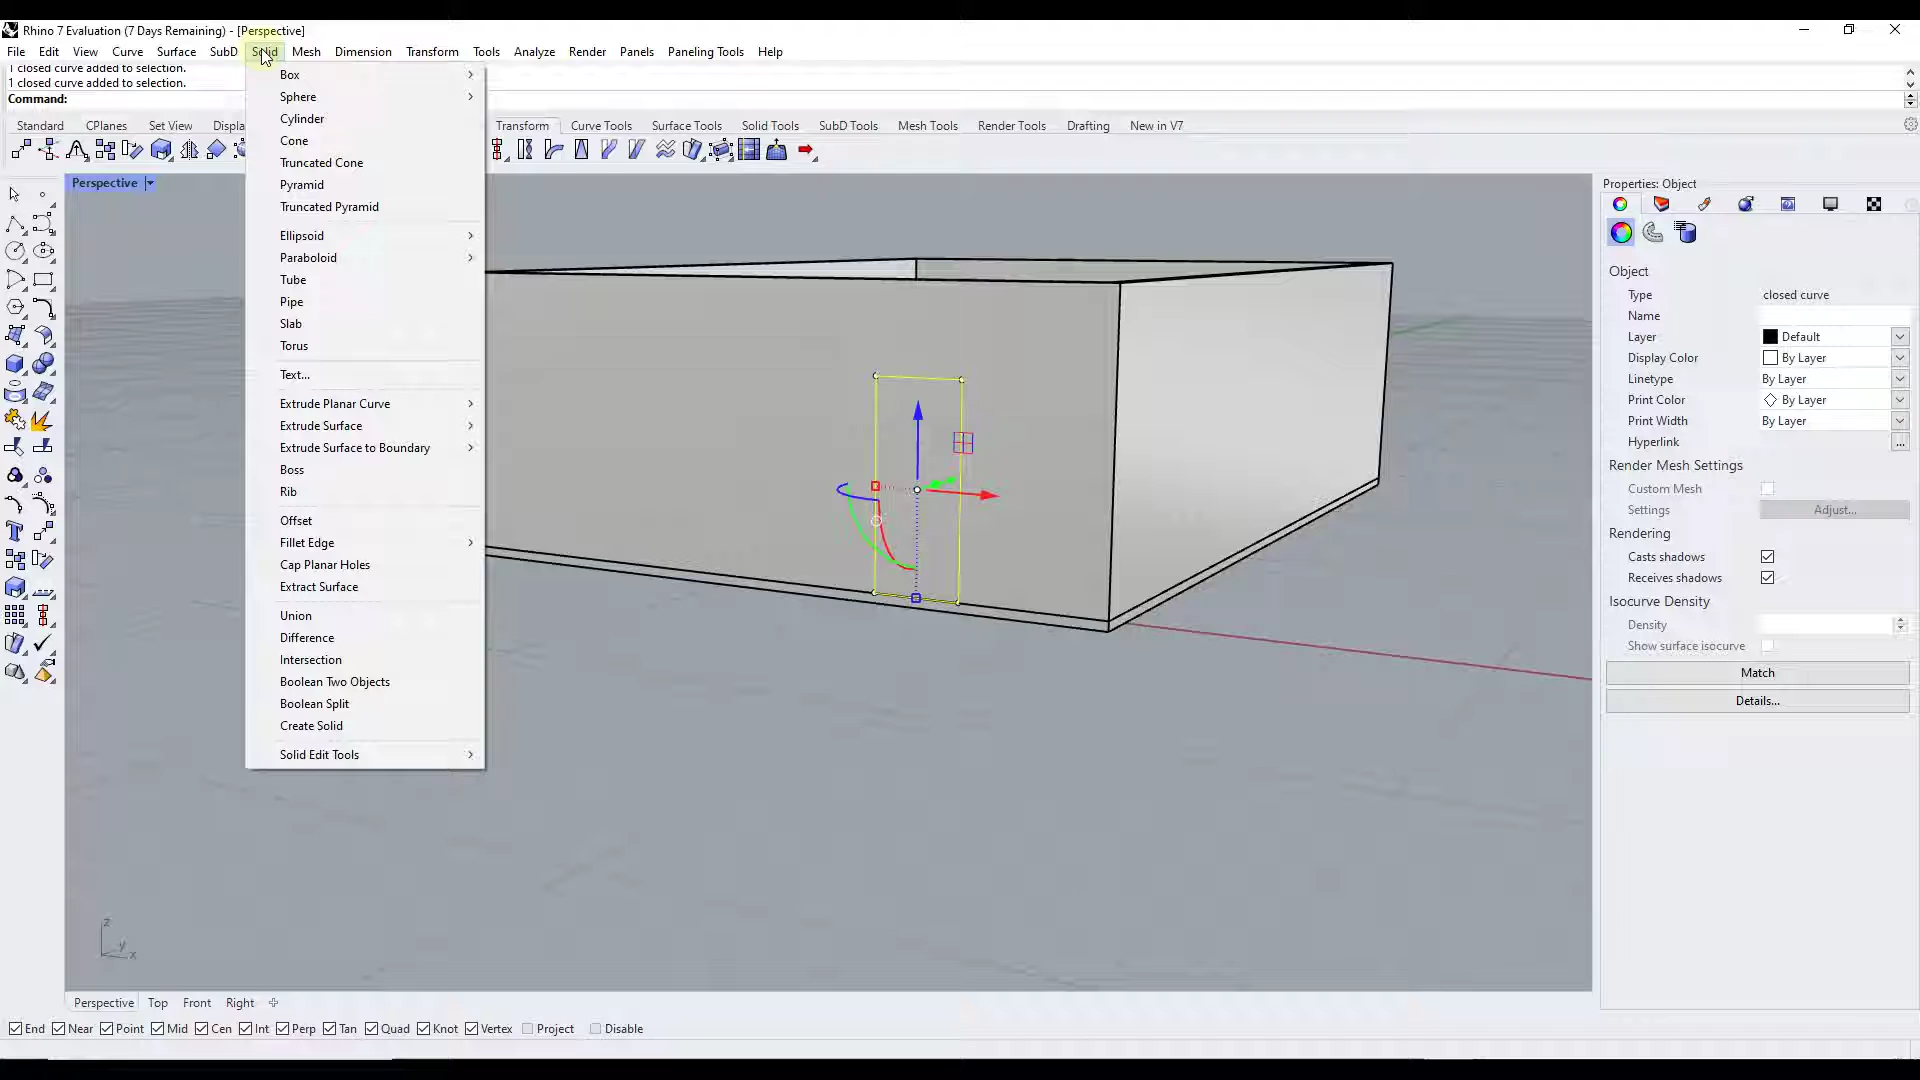 Rhino 7 Evaluation (7 Days Remaining) - [Perspective]
File Edit View Curve Surface SubD Solid Mesh Dimension Transform Tools Analyze Render Panels Paneling Tools Help
1 closed curve added to selection.
1 closed curve added to selection.
Command:
Standard CPlanes Set View Transform Curve Tools Surface Tools Solid Tools SubD Tools Mesh Tools Render Tools Drafting New in V7
Perspective
Box
Sphere
Cylinder
Cone
Truncated Cone
Pyramid
Truncated Pyramid
Ellipsoid
Paraboloid
Tube
Pipe
Slab
Torus
Text...
Extrude Planar Curve
Extrude Surface
Extrude Surface to Boundary
Boss
Rib
Offset
Fillet Edge
Cap Planar Holes
Extract Surface
Union
Difference
Intersection
Boolean Two Objects
Boolean Split
Create Solid
Solid Edit Tools
z
y
x
Properties: Object
Object
Type closed curve
Name
Layer Default
Display Color By Layer
Linetype By Layer
Print Color By Layer
Print Width By Layer
Hyperlink ...
Render Mesh Settings
Custom Mesh
Settings Adjust...
Rendering
Casts shadows
Receives shadows
Isocurve Density
Density
Show surface isocurve
Match
Details...
Perspective Top Front Right
End Near Point Mid Cen Int Perp Tan Quad Knot Vertex Project Disable